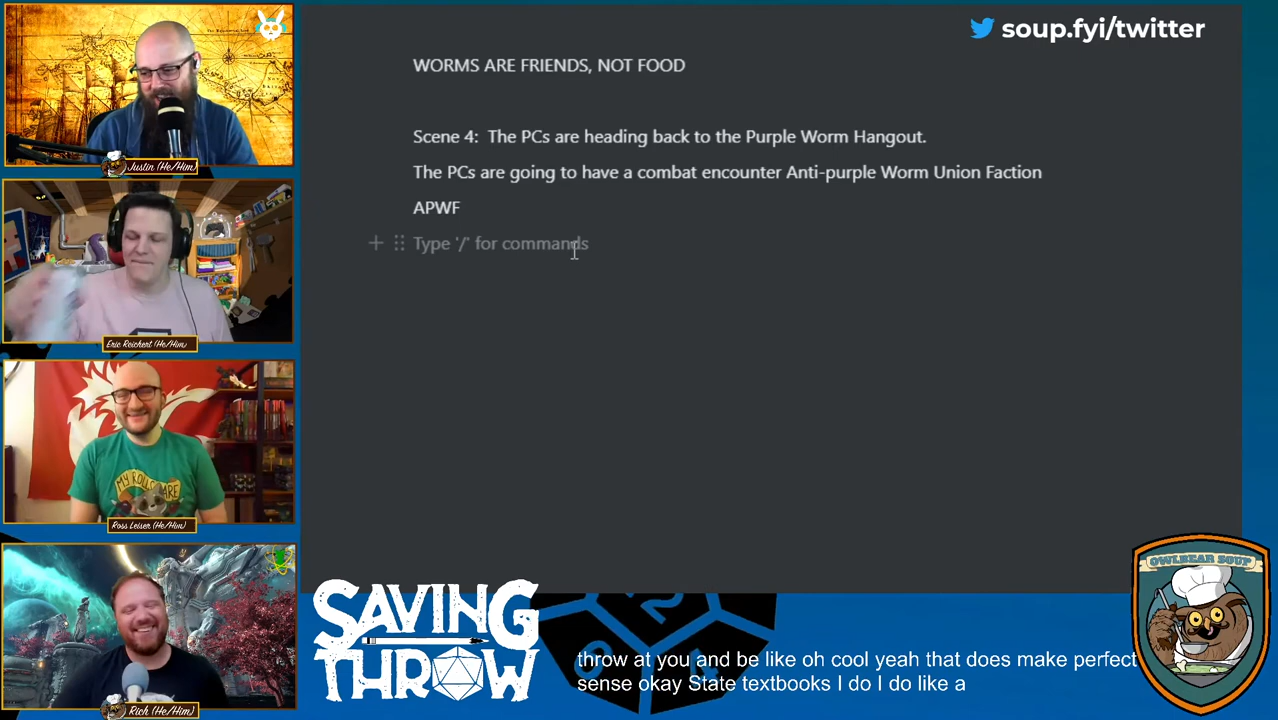 soup.fyi/twitter
WORMS ARE FRIENDS, NOT FOOD
Scene 4: The PCs are heading back to the Purple Worm Hangout.
The PCs are going to have a combat encounter Anti-purple Worm Union Faction
APWF
Type '/' for commands
Justin (He/Him)
Eric Reichert (He/Him)
MY ROLLS ARE
Ross Leiser (He/Him)
Rich (He/Him)
SAVING
THROW
throw at you and be like oh cool yeah that does make perfect
sense okay State textbooks I do I do like a
OWLBEAR SOUP